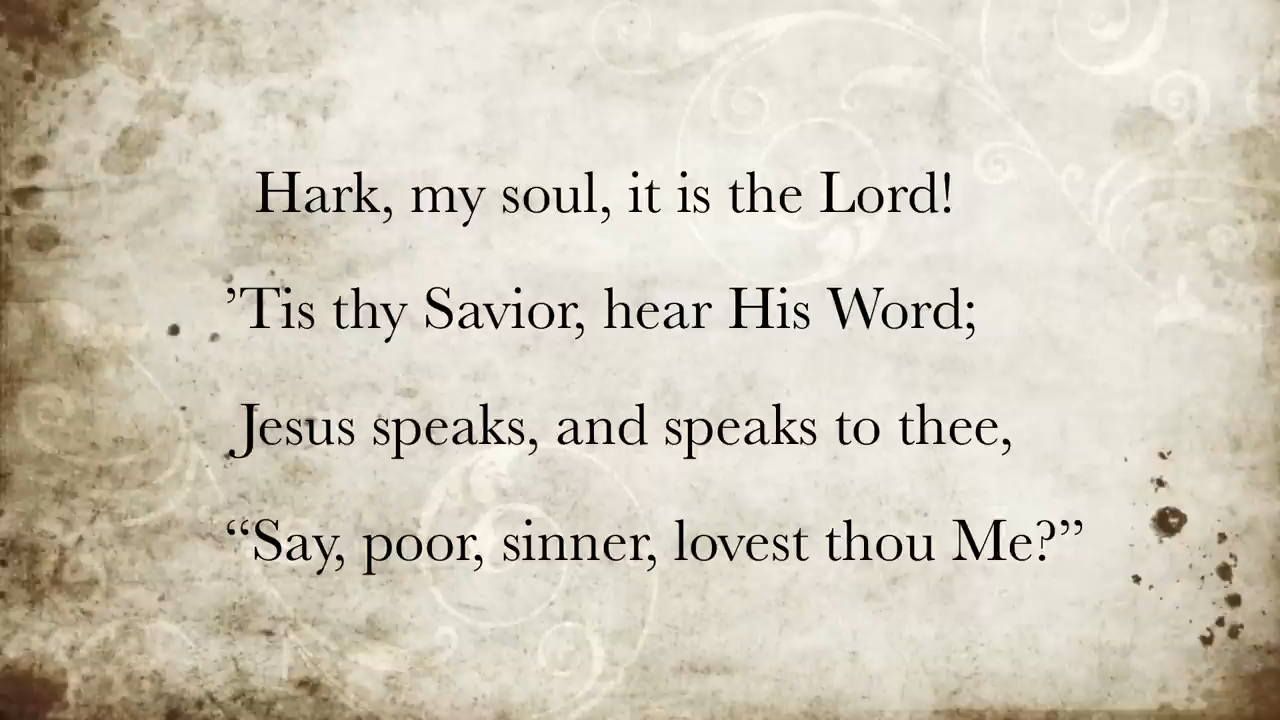 Hark, my soul, it is the Lord!
’Tis thy Savior, hear His Word;
Jesus speaks, and speaks to thee,
“Say, poor, sinner, lovest thou Me?”